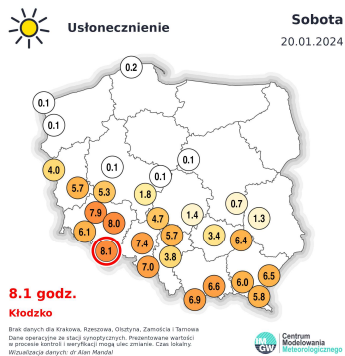 Usłonecznienie
Sobota
20.01.2024
0.2
0.1
0.1
0.1
0.1
0.1
4.0
5.7
5.3
1.8
7.9
8.0
4.7
1.4
0.7
1.3
6.1
8.1
7.4
5.7
3.4
6.4
3.8
7.0
6.9
6.6
6.0
6.5
5.8
8.1 godz.
Kłodzko
Brak danych dla Krakowa, Rzeszowa, Olsztyna, Zamościa i Tarnowa
Dane operacyjne ze stacji synoptycznych. Prezentowane wartości
w procesie kontroli i weryfikacji mogą ulec zmianie. Czas lokalny.
Wizualizacja danych: dr Alan Mandal
IM
GW
Centrum
Modelowania
Meteorologicznego